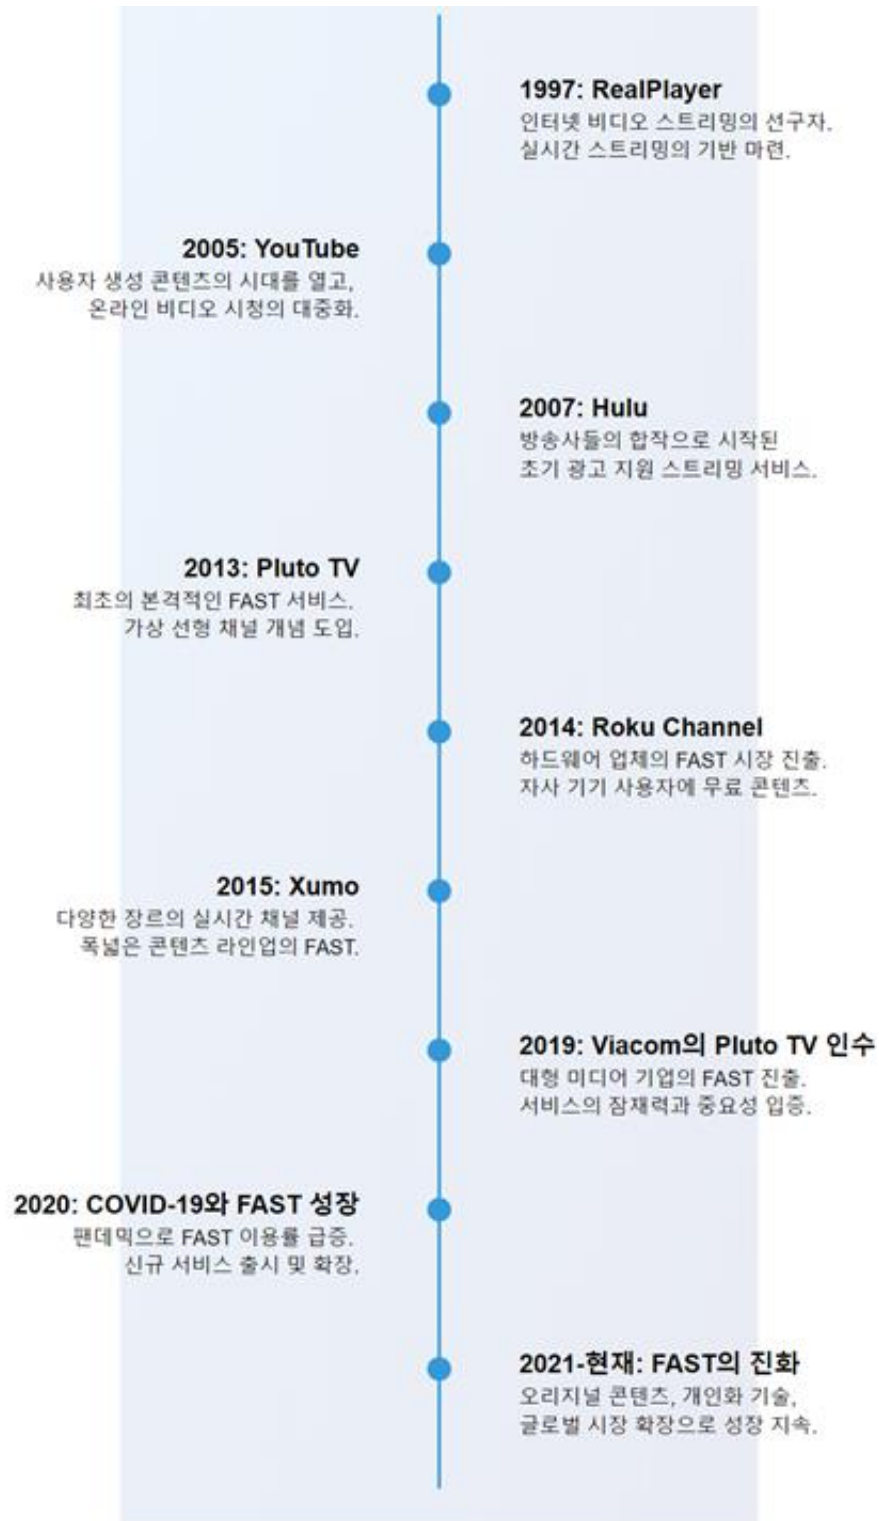 1997: RealPlayer
인터넷 비디오 스트리밍의 선구자.
실시간 스트리밍의 기반 마련.
2005: YouTube
사용자 생성 콘텐츠의 시대를 열고,
온라인 비디오 시청의 대중화.
2007: Hulu
방송사들의 합작으로 시작된
초기 광고 지원 스트리밍 서비스.
2013: Pluto TV
최초의 본격적인 FAST 서비스.
가상 선형 채널 개념 도입.
2014: Roku Channel
하드웨어 업체의 FAST 시장 진출.
자사 기기 사용자에 무료 콘텐츠.
2015: Xumo
다양한 장르의 실시간 채널 제공.
폭넓은 콘텐츠 라인업의 FAST.
2019: Viacom의 Pluto TV 인수
대형 미디어 기업의 FAST 진출.
서비스의 잠재력과 중요성 입증.
2020: COVID-19와 FAST 성장
팬데믹으로 FAST 이용률 급증.
신규 서비스 출시 및 확장.
2021-현재: FAST의 진화
오리지널 콘텐츠, 개인화 기술,
글로벌 시장 확장으로 성장 지속.